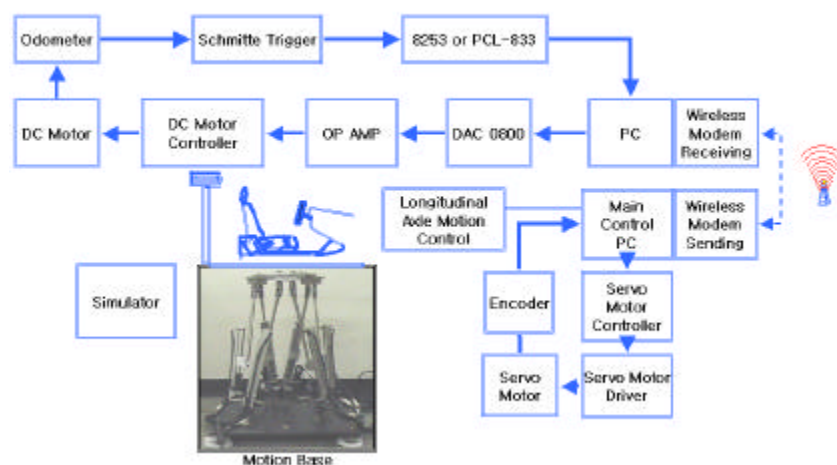 Odometer
Schmitte Trigger
8253 or PCL-833
DC Motor
DC Motor
Controller
OP AMP
DAC 0800
PC
Wireless
Modem
Receiving
Longitudinal
Axle Motion
Control
Main
Control
PC
Wireless
Modem
Sending
Simulator
Encoder
Servo
Motor
Controller
Servo
Motor
Servo Motor
Driver
Motion Base